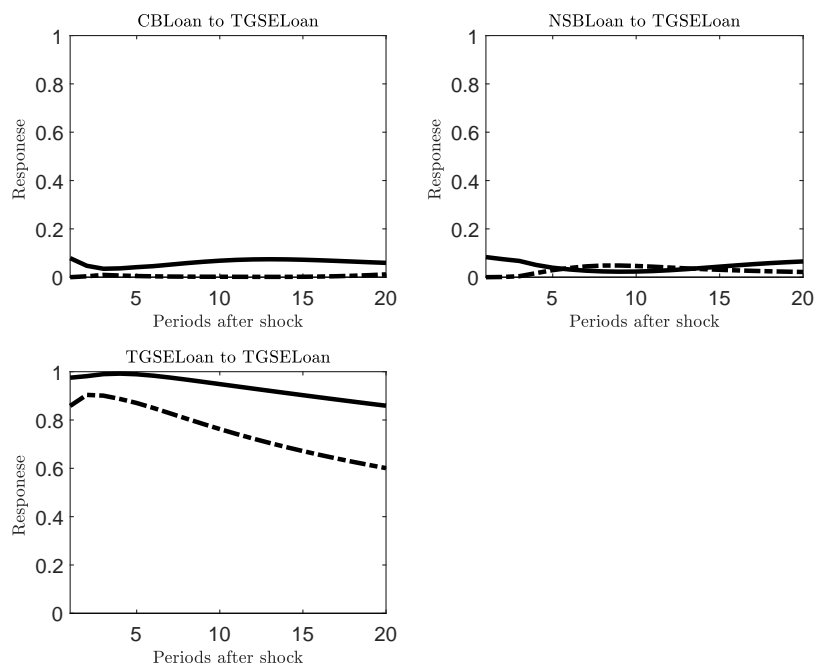 CBLoan to TGSELoan
1
0.8
0.6
0.4
0.2
0
Responese
5 10 15 20
Periods after shock
NSBLoan to TGSELoan
1
0.8
0.6
0.4
0.2
0
Responese
5 10 15 20
Periods after shock
TGSELoan to TGSELoan
1
0.8
0.6
0.4
0.2
0
Responese
5 10 15 20
Periods after shock